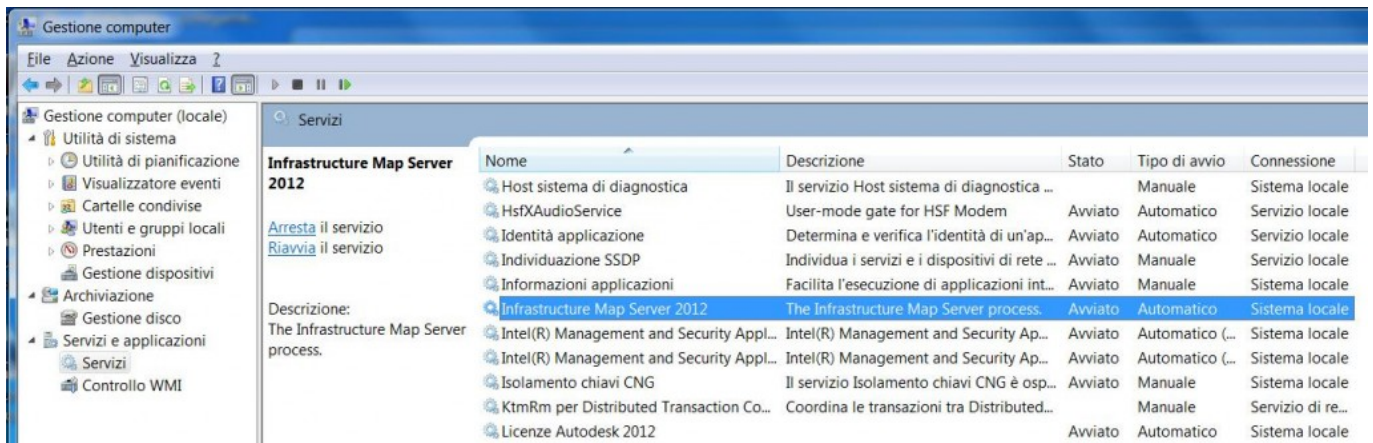 Gestione computer
File Azione Visualizza ?
Gestione computer (locale)
Utilità di sistema
Utilità di pianificazione
Visualizzatore eventi
Cartelle condivise
Utenti e gruppi locali
Prestazioni
Gestione dispositivi
Archiviazione
Gestione disco
Servizi e applicazioni
Servizi
Controllo WMI
Servizi
Infrastructure Map Server
2012
Arresta il servizio
Riavvia il servizio
Descrizione:
The Infrastructure Map Server
process.
Nome Descrizione Stato Tipo di avvio Connessione
Host sistema di diagnostica Il servizio Host sistema di diagnostica ... Manuale Sistema locale
HsfXAudioService User-mode gate for HSF Modem Avviato Automatico Servizio locale
Identità applicazione Determina e verifica l'identità di un'ap... Avviato Automatico Servizio locale
Individuazione SSDP Individua i servizi e i dispositivi di rete ... Avviato Manuale Servizio locale
Informazioni applicazioni Facilita l'esecuzione di applicazioni int... Avviato Manuale Sistema locale
Infrastructure Map Server 2012 The Infrastructure Map Server process. Avviato Automatico Sistema locale
Intel(R) Management and Security Appl... Intel(R) Management and Security Ap... Avviato Automatico (... Sistema locale
Intel(R) Management and Security Appl... Intel(R) Management and Security Ap... Avviato Automatico (... Sistema locale
Isolamento chiavi CNG Il servizio Isolamento chiavi CNG è osp... Avviato Manuale Sistema locale
KtmRm per Distributed Transaction Co... Coordina le transazioni tra Distributed... Manuale Servizio di re...
Licenze Autodesk 2012 Avviato Automatico Sistema locale